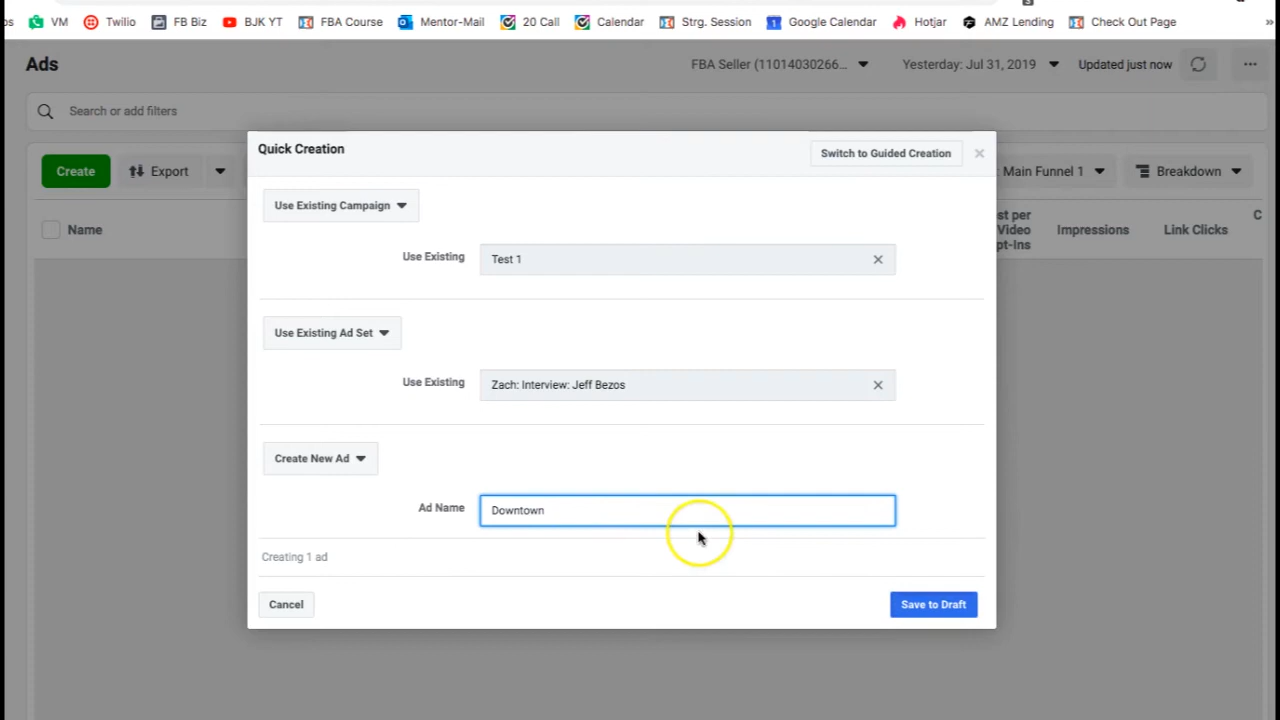 os VM Twilio FB Biz BJK YT FBA Course Mentor-Mail 20 Call Calendar Strg. Session Google Calendar Hotjar AMZ Lending Check Out Page »
Ads FBA Seller (11014030266... Yesterday: Jul 31, 2019 Updated just now ...
Search or add filters
Quick Creation Switch to Guided Creation
Create Export Main Funnel 1 Breakdown
Use Existing Campaign
Name st per Video pt-Ins Impressions Link Clicks C
Use Existing Test 1
Use Existing Ad Set
Use Existing Zach: Interview: Jeff Bezos
Create New Ad
Ad Name Downtown
Creating 1 ad
Cancel Save to Draft